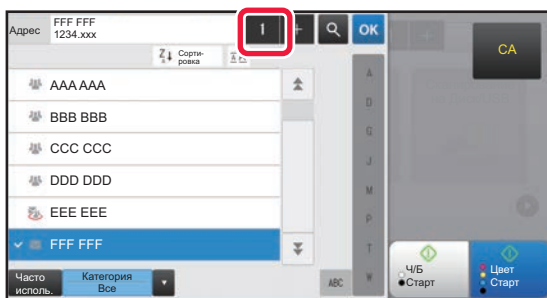 Адрес
FFF FFF
1234.xxx
1
+
OK
CA
Z
Сорти-
ровка
AAA AAA
BBB BBB
CCC CCC
DDD DDD
EEE EEE
FFF FFF
A
D
G
J
M
P
T
W
Часто
исполь.
Категория
Все
ABC
Ч/Б
Старт
Цвет
Старт